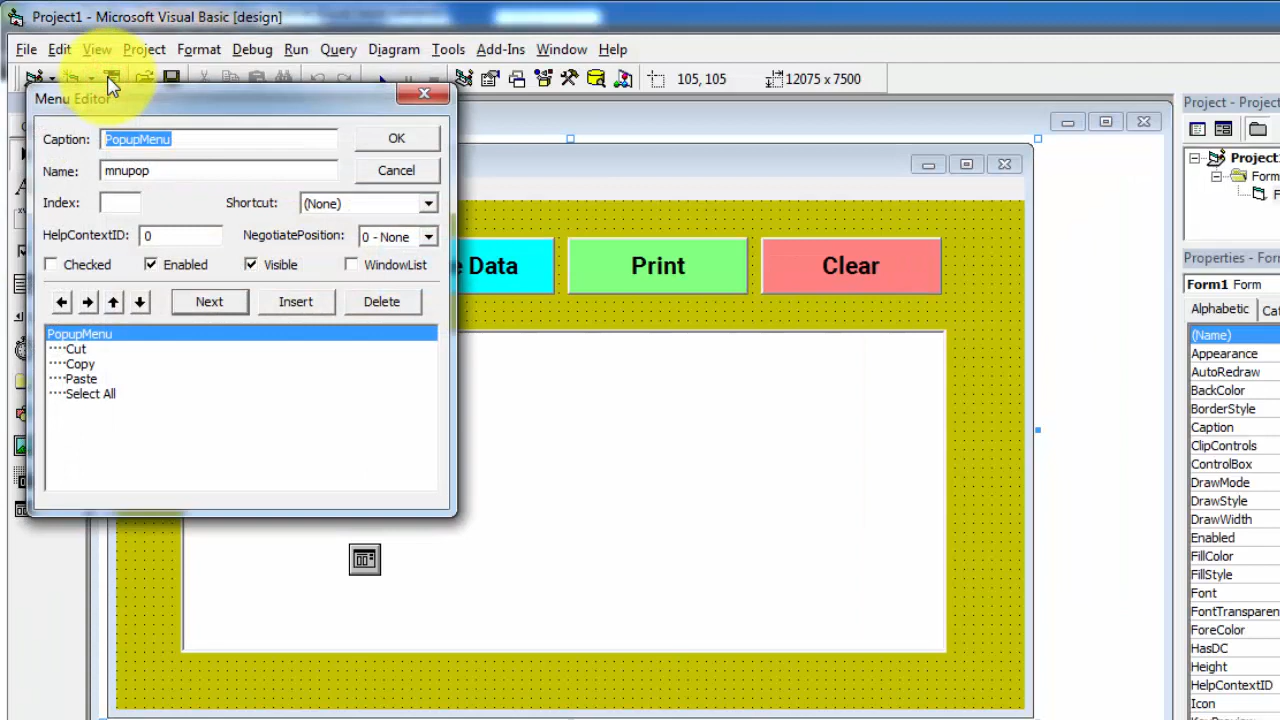 Project1 - Microsoft Visual Basic [design]
File Edit View Project Format Debug Run Query Diagram Tools Add-Ins Window Help
105, 105 12075 x 7500
Menu Editor
Caption: PopupMenu OK
Name: mnupop Cancel
Index: Shortcut: (None)
HelpContextID: 0 NegotiatePosition: 0 - None
Checked Enabled Visible WindowList
Next Insert Delete
PopupMenu
····Cut
····Copy
····Paste
····Select All
Data Print Clear
Project - Project
Project1
Form
Properties - Form
Form1 Form
Alphabetic
(Name)
Appearance
AutoRedraw
BackColor
BorderStyle
Caption
ClipControls
ControlBox
DrawMode
DrawStyle
DrawWidth
Enabled
FillColor
FillStyle
Font
FontTransparen
ForeColor
HasDC
Height
HelpContextID
Icon